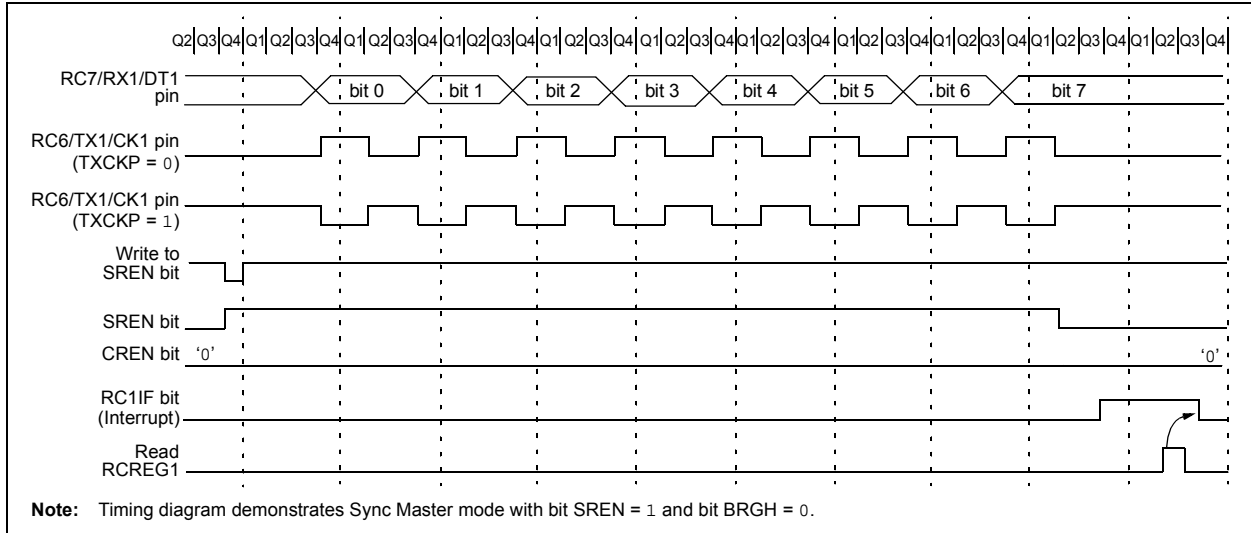 Q2 Q3 Q4 Q1 Q2 Q3 Q4 Q1 Q2 Q3 Q4 Q1 Q2 Q3 Q4 Q1 Q2 Q3 Q4 Q1 Q2 Q3 Q4 Q1 Q2 Q3 Q4 Q1 Q2 Q3 Q4 Q1 Q2 Q3 Q4 Q1 Q2 Q3 Q4 Q1 Q2 Q3 Q4
RC7/RX1/DT1
pin
bit 0 bit 1 bit 2 bit 3 bit 4 bit 5 bit 6 bit 7
RC6/TX1/CK1 pin
(TXCKP = 0)
RC6/TX1/CK1 pin
(TXCKP = 1)
Write to
SREN bit
SREN bit
CREN bit ‘0’ ‘0’
RC1IF bit
(Interrupt)
Read
RCREG1
Note: Timing diagram demonstrates Sync Master mode with bit SREN = 1 and bit BRGH = 0.